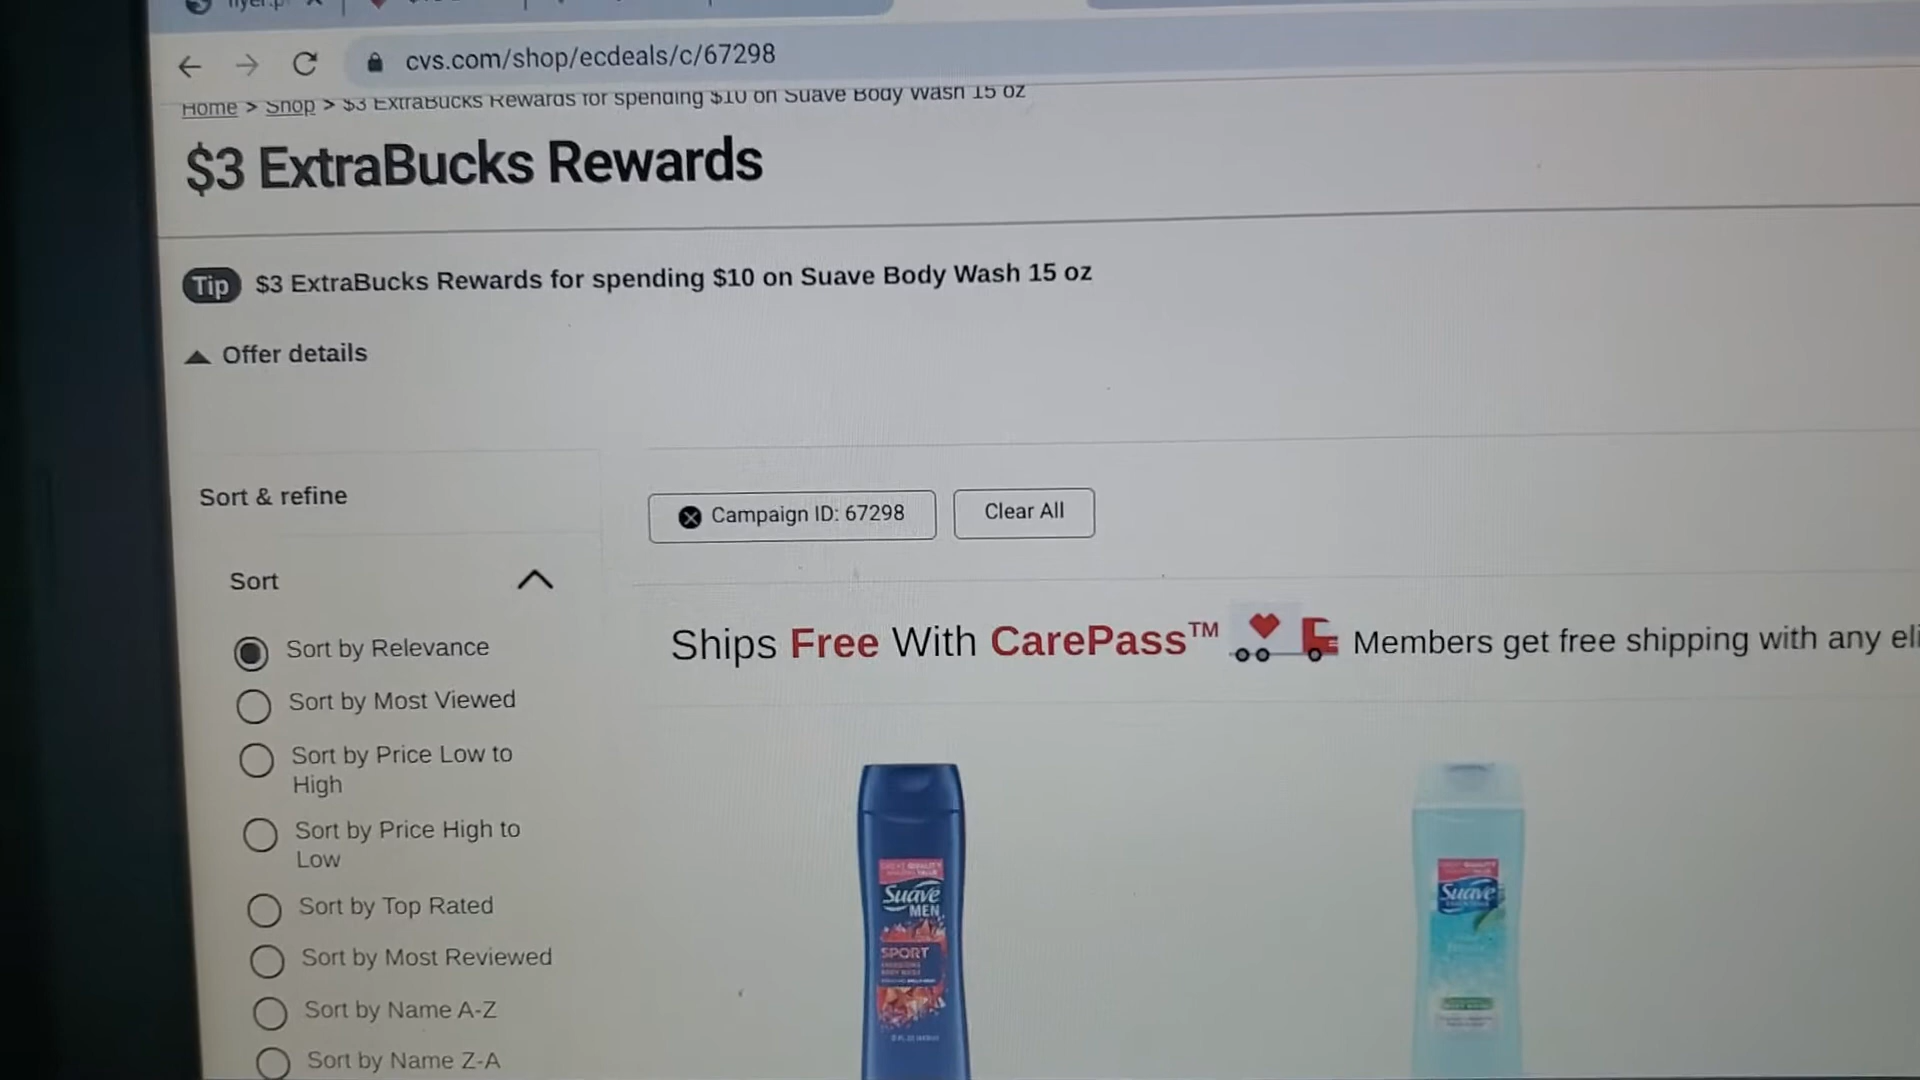 cvs.com/shop/ecdeals/c/67298
Home > Shop > $3 ExtraBucks Rewards for spending $10 on Suave Body Wash 15 oz
$3 ExtraBucks Rewards
Tip $3 ExtraBucks Rewards for spending $10 on Suave Body Wash 15 oz
Offer details
Sort & refine
Campaign ID: 67298
Clear All
Sort
Ships Free With CarePass™ Members get free shipping with any
Sort by Relevance
Sort by Most Viewed
Sort by Price Low to
High
Sort by Price High to
Low
Sort by Top Rated
Sort by Most Reviewed
Sort by Name A-Z
Sort by Name Z-A
Suave
MEN
SPORT
Suave